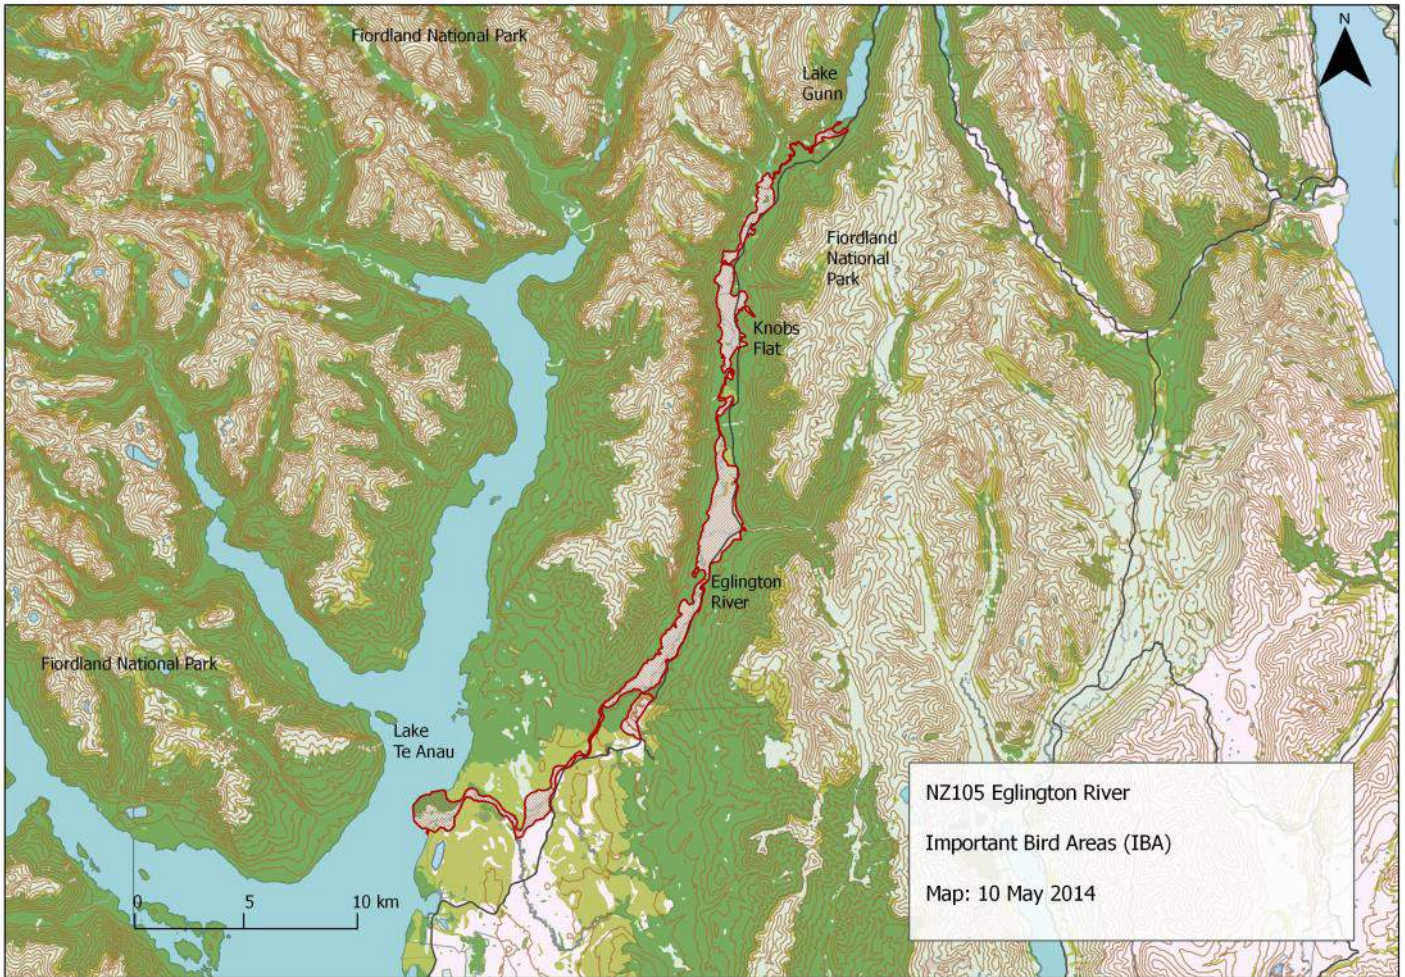 Fiordland National Park
N
Lake
Gunn
Fiordland
National
Park
Knobs
Flat
Eglington
River
Fiordland National Park
Lake
Te Anau
0 5 10 km
NZ105 Eglington River
Important Bird Areas (IBA)
Map: 10 May 2014